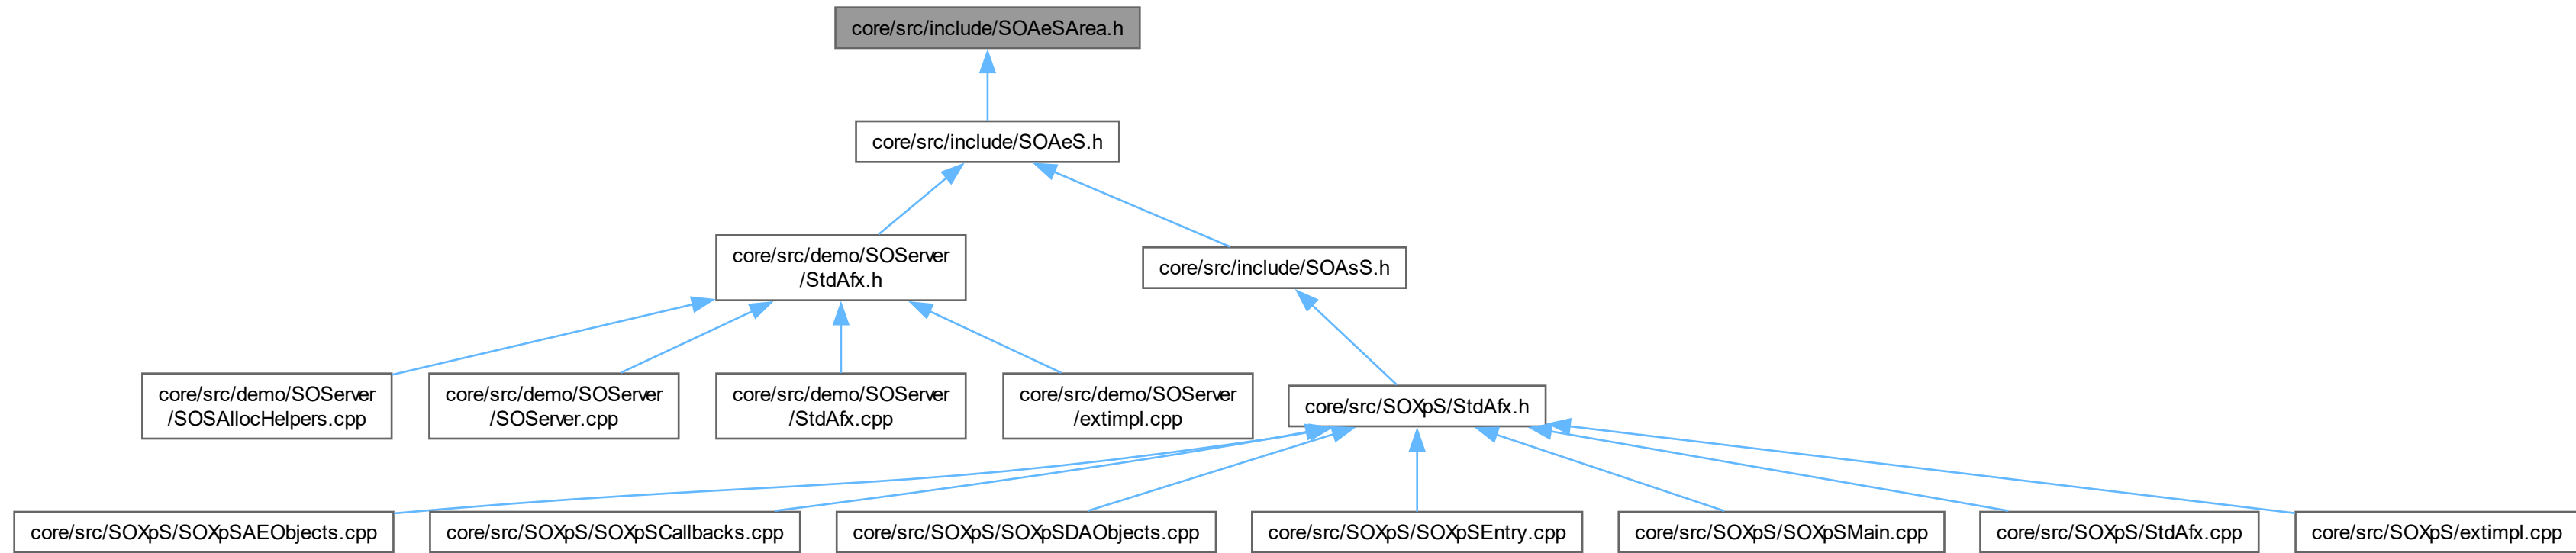 core/src/include/SOAeSArea.h
core/src/include/SOAeS.h
core/src/demo/SOServer
/StdAfx.h
core/src/include/SOAsS.h
core/src/demo/SOServer
/SOSAllocHelpers.cpp
core/src/demo/SOServer
/SOServer.cpp
core/src/demo/SOServer
/StdAfx.cpp
core/src/demo/SOServer
/extimpl.cpp
core/src/SOXpS/StdAfx.h
core/src/SOXpS/SOXpSAEObjects.cpp
core/src/SOXpS/SOXpSCallbacks.cpp
core/src/SOXpS/SOXpSDAObjects.cpp
core/src/SOXpS/SOXpSEntry.cpp
core/src/SOXpS/SOXpSMain.cpp
core/src/SOXpS/StdAfx.cpp
core/src/SOXpS/extimpl.cpp